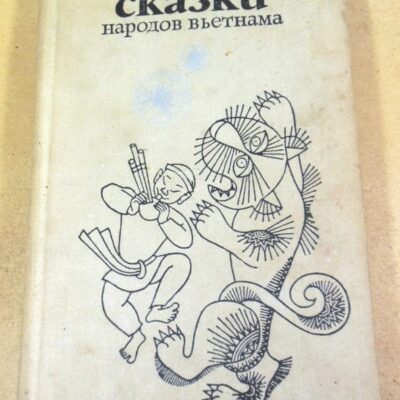 сказки
народов вьетнама